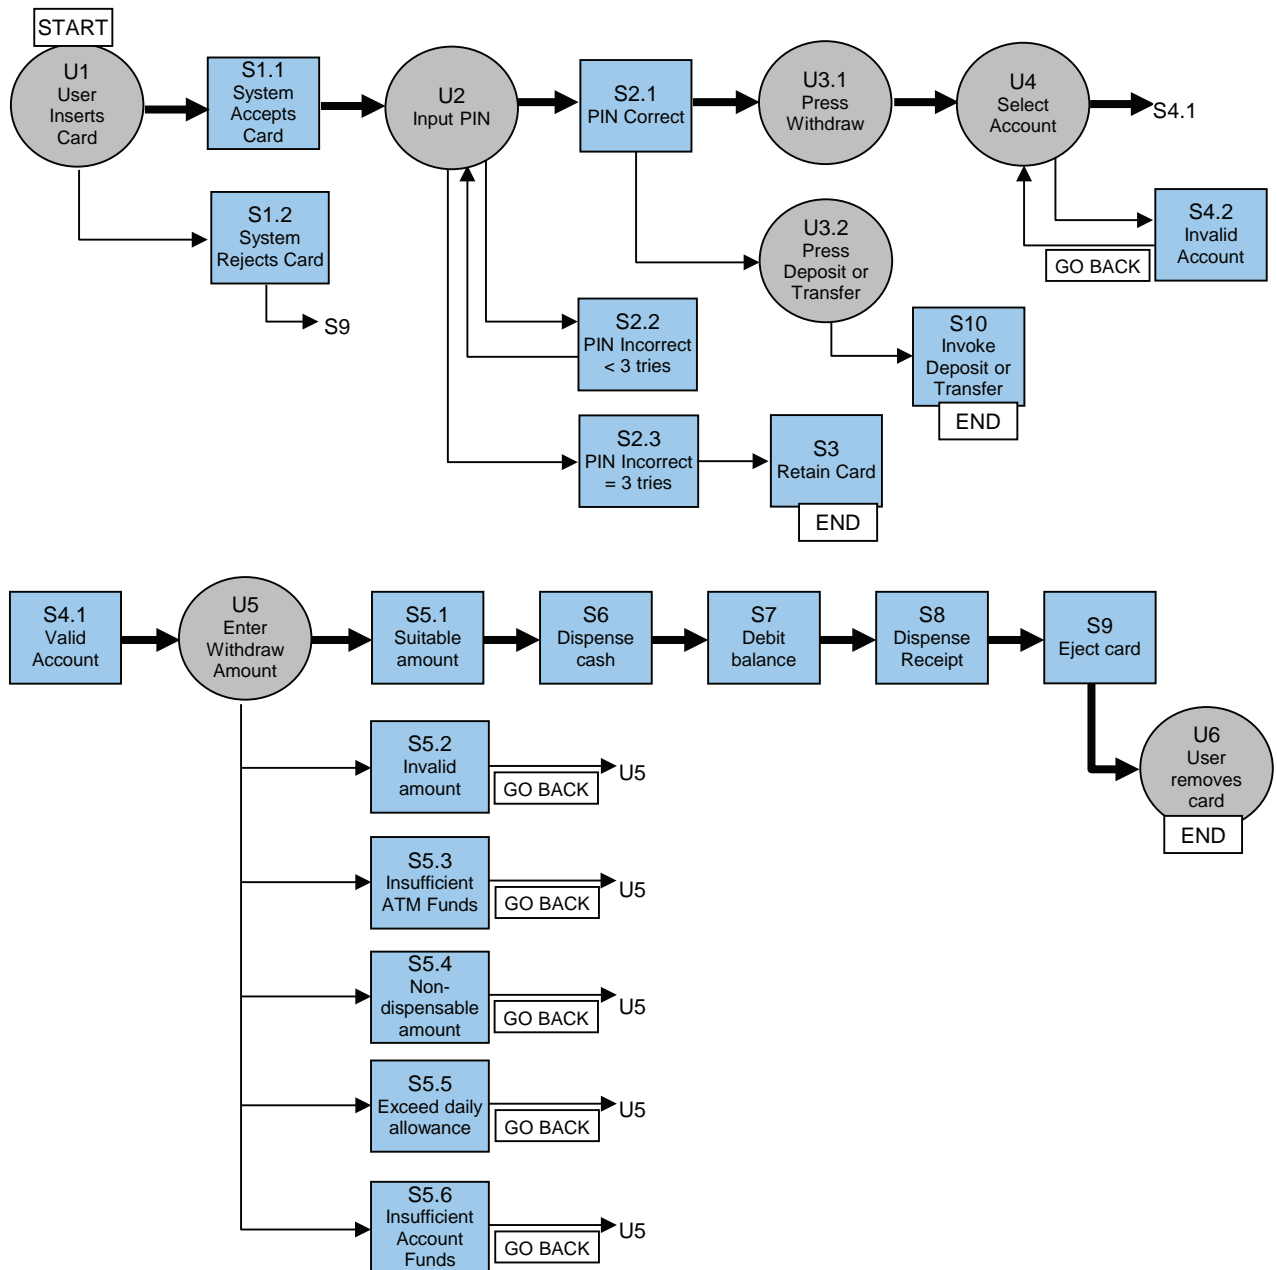 START
U1
User
Inserts
Card
S1.1
System
Accepts
Card
U2
Input PIN
S2.1
PIN Correct
U3.1
Press
Withdraw
U4
Select
Account
S4.1
S1.2
System
Rejects Card
S9
U3.2
Press
Deposit or
Transfer
S4.2
Invalid
Account
GO BACK
S2.2
PIN Incorrect
< 3 tries
S10
Invoke
Deposit or
Transfer
END
S2.3
PIN Incorrect
= 3 tries
S3
Retain Card
END
S4.1
Valid
Account
U5
Enter
Withdraw
Amount
S5.1
Suitable
amount
S6
Dispense
cash
S7
Debit
balance
S8
Dispense
Receipt
S9
Eject card
U6
User
removes
card
END
S5.2
Invalid
amount
GO BACK
U5
S5.3
Insufficient
ATM Funds
GO BACK
U5
S5.4
Non-
dispensable
amount
GO BACK
U5
S5.5
Exceed daily
allowance
GO BACK
U5
S5.6
Insufficient
Account
Funds
GO BACK
U5